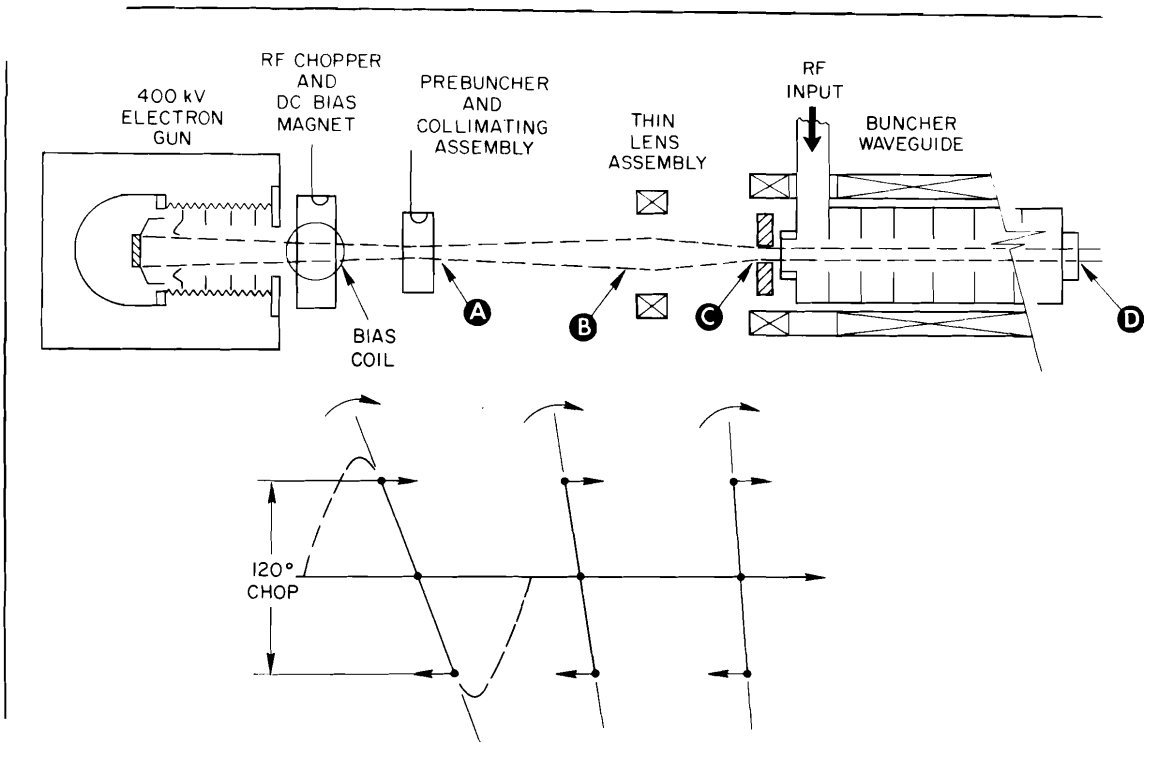 RF CHOPPER
AND
DC BIAS
MAGNET
400 kV
ELECTRON
GUN
PREBUNCHER
AND
COLLIMATING
ASSEMBLY
THIN
LENS
ASSEMBLY
RF
INPUT
BUNCHER
WAVEGUIDE
A
B
C
D
BIAS
COIL
120°
CHOP